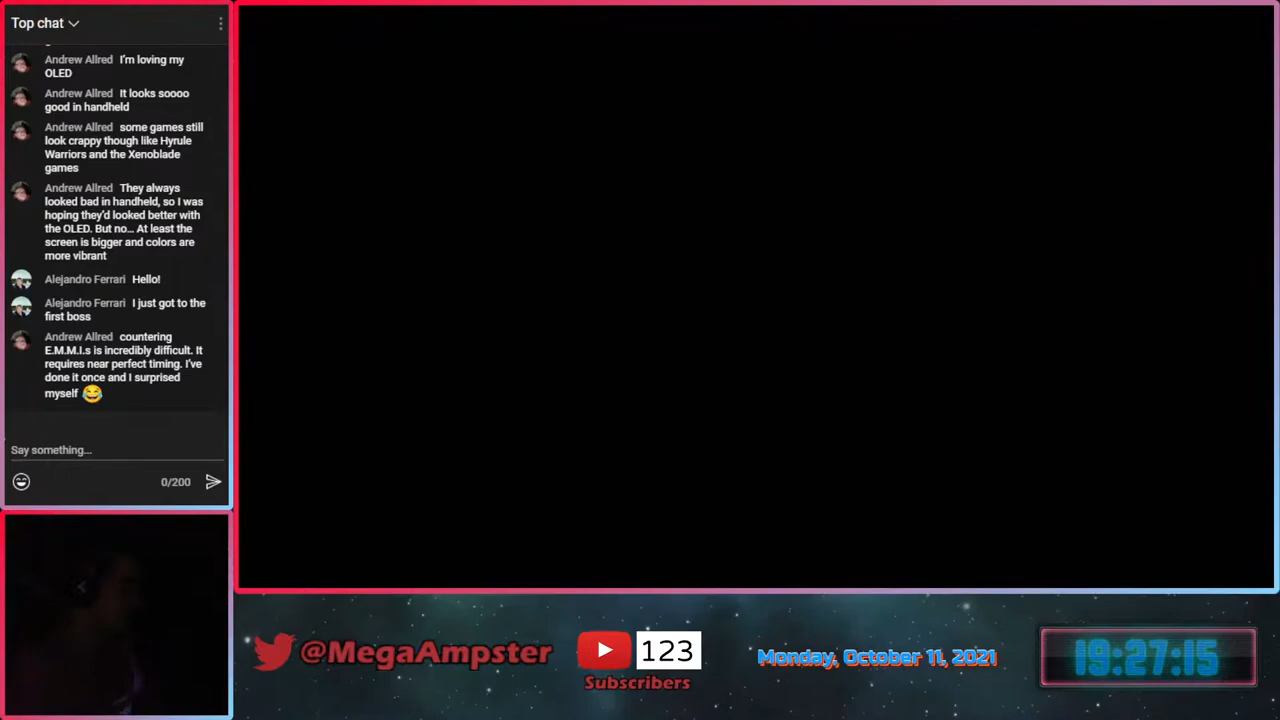 Top chat
Andrew Allred I'm loving my
OLED
Andrew Allred It looks soooo
good in handheld
Andrew Allred some games still
look crappy though like Hyrule
Warriors and the Xenoblade
games
Andrew Allred They always
looked bad in handheld, so I was
hoping they'd looked better with
the OLED. But no... At least the
screen is bigger and colors are
more vibrant
Alejandro Ferrari Hello!
Alejandro Ferrari I just got to the
first boss
Andrew Allred countering
E.M.M.I.s is incredibly difficult. It
requires near perfect timing. I've
done it once and I surprised
myself 😂
Say something...
0/200
@MegaAmpster
123
Subscribers
Monday, October 11, 2021
19:27:15